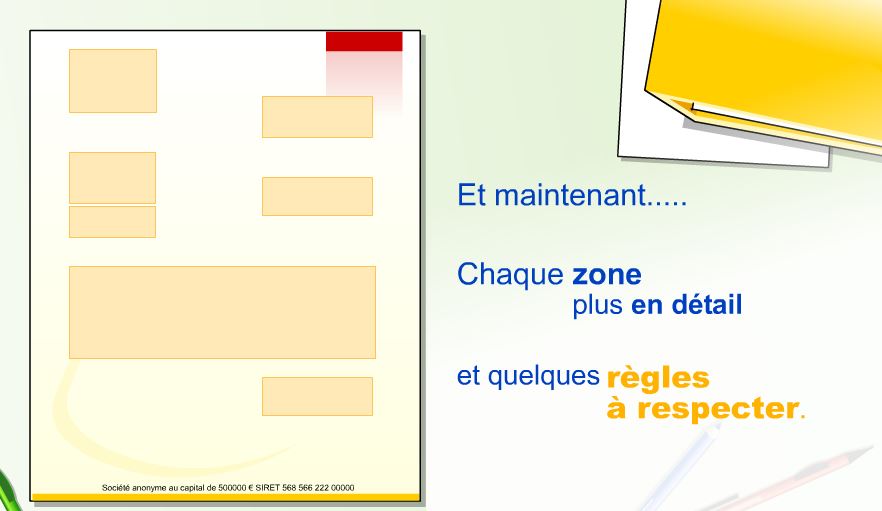 Et maintenant.....
Chaque zone
plus en détail
et quelques règles
à respecter.
Société anonyme au capital de 500000 € SIRET 568 566 222 00000